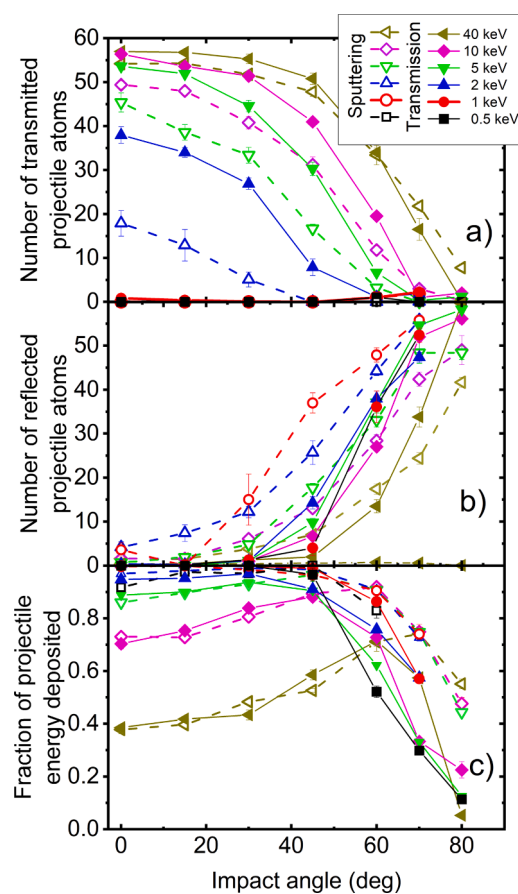 Sputtering
Transmission
40 keV
10 keV
5 keV
2 keV
1 keV
0.5 keV
Number of transmitted
projectile atoms
60
50
40
30
20
10
0
a)
Number of reflected
projectile atoms
50
40
30
20
10
0
b)
Fraction of projectile
energy deposited
0.8
0.6
0.4
0.2
0.0
c)
0
20
40
60
80
Impact angle (deg)